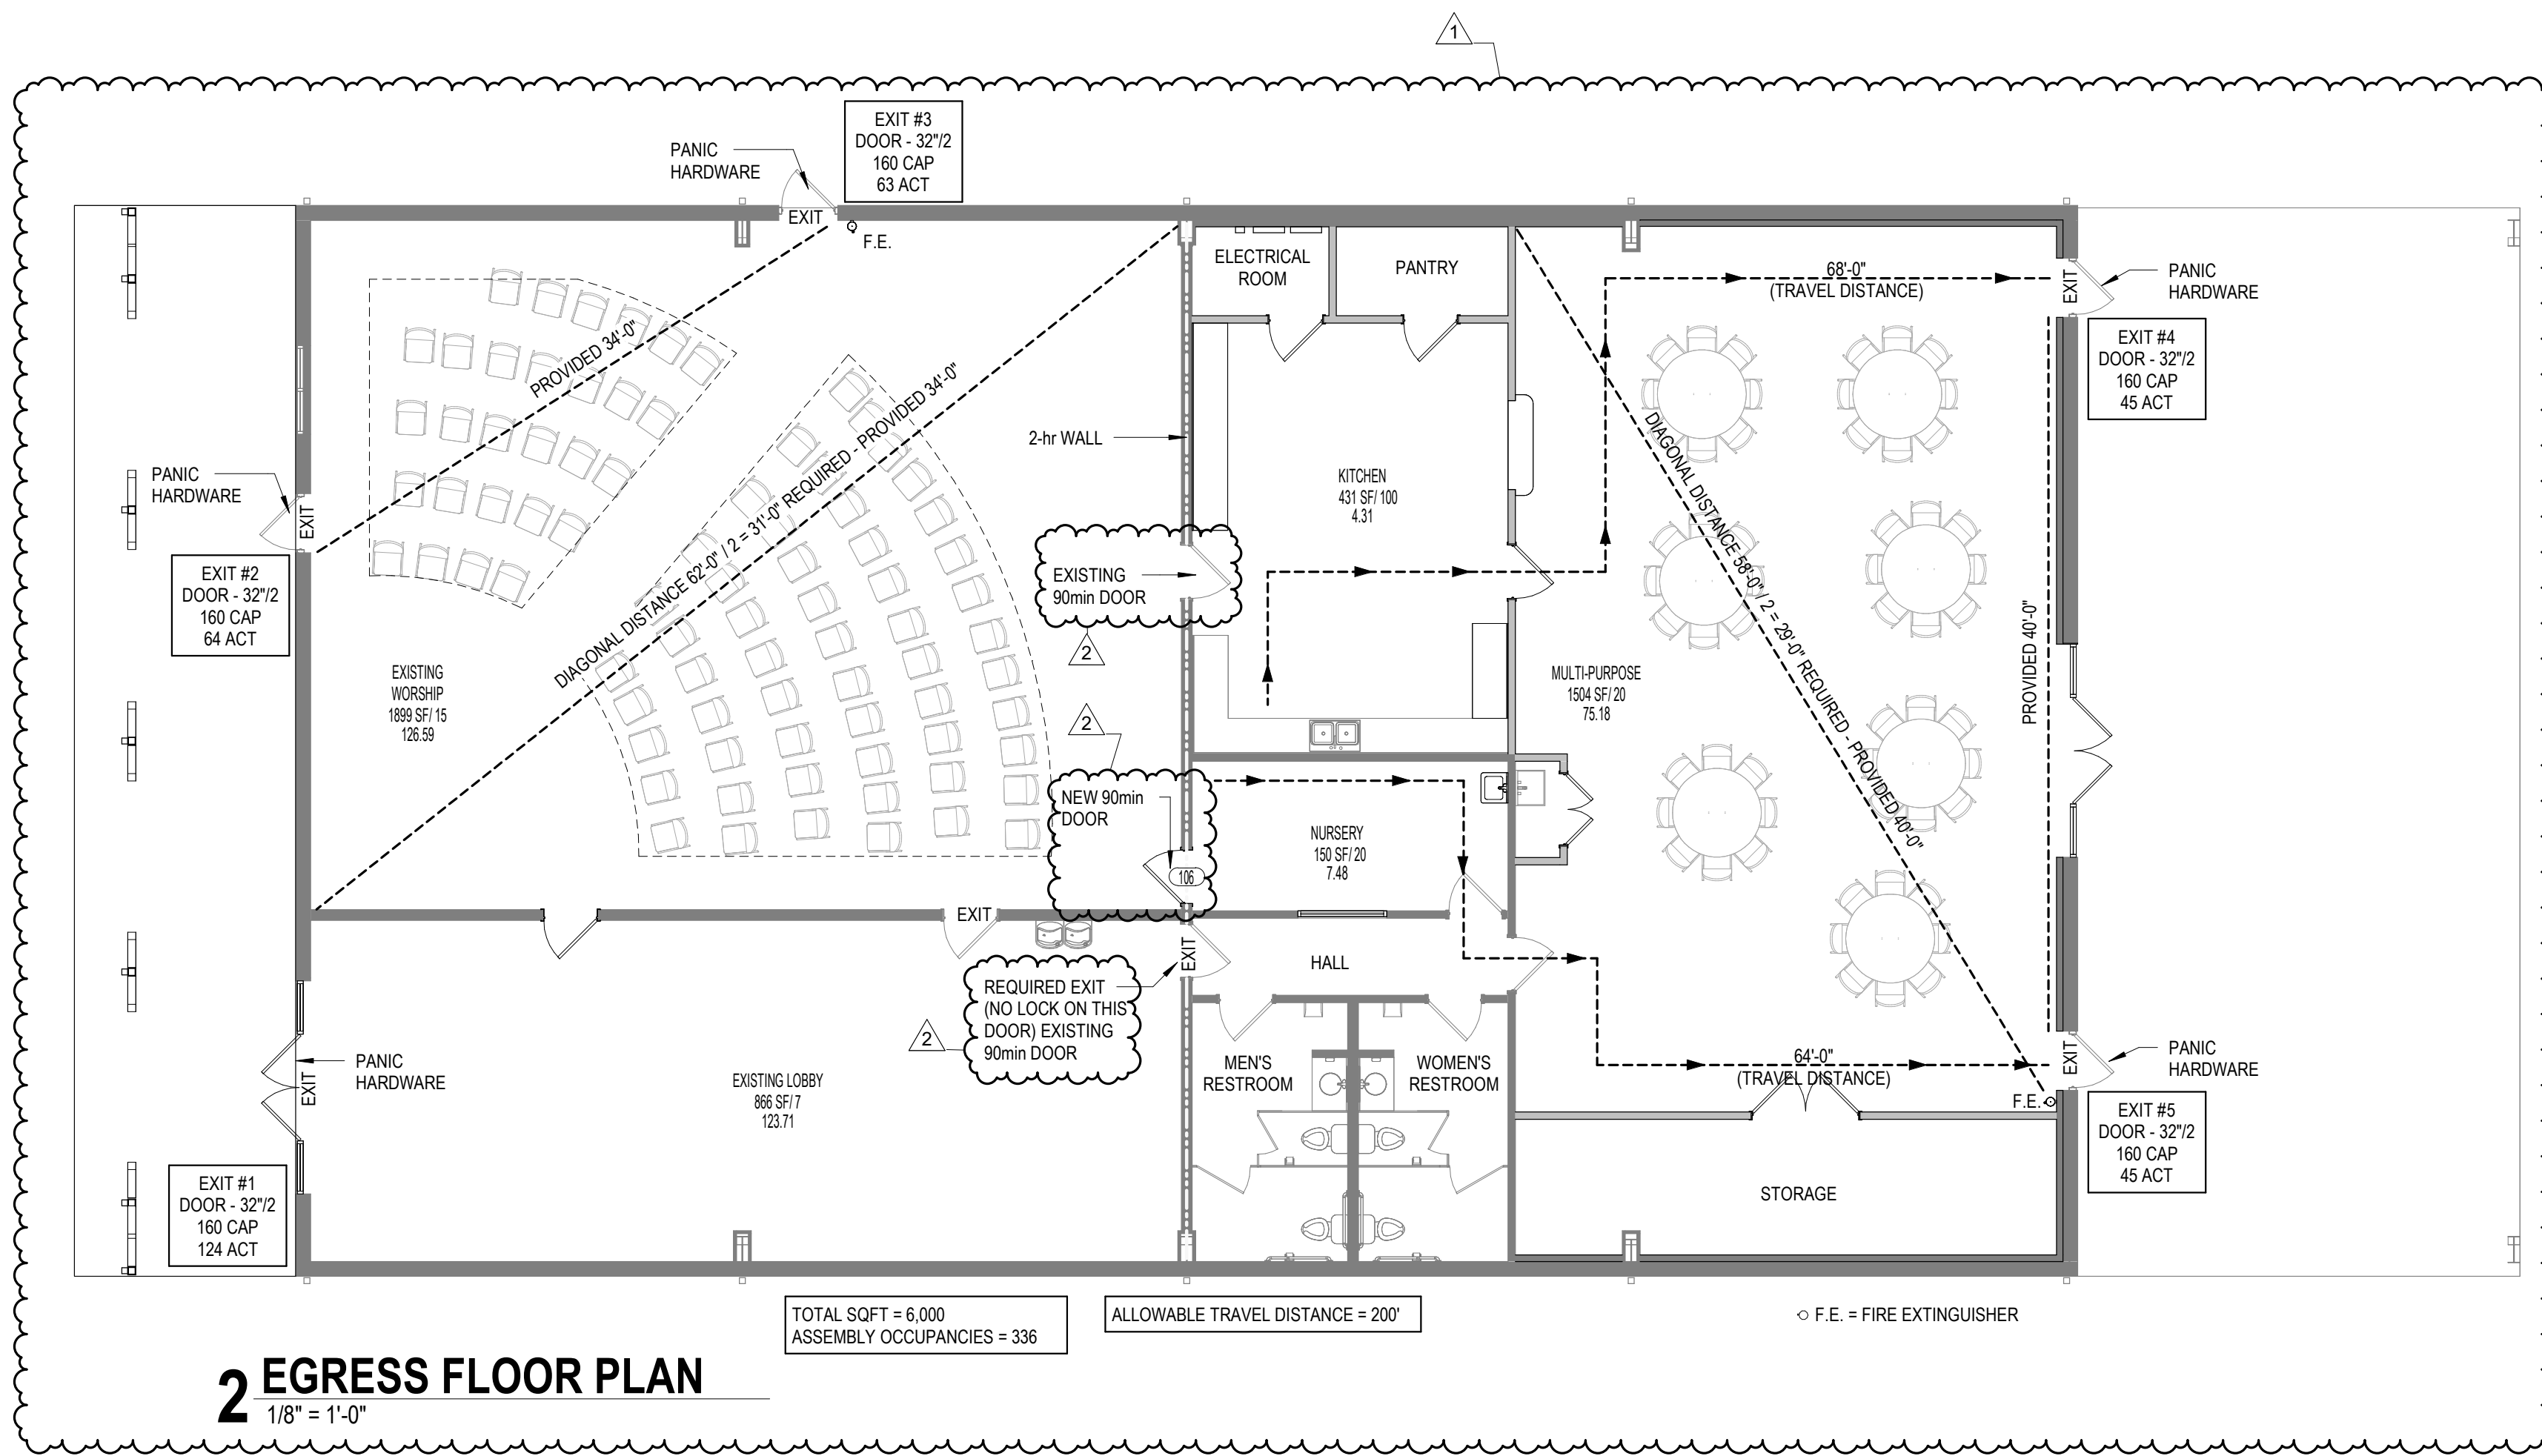 1
EXIT #3
DOOR - 32"/2
160 CAP
63 ACT
PANIC
HARDWARE
EXIT
F.E.
ELECTRICAL
ROOM
PANTRY
68'-0"
(TRAVEL DISTANCE)
EXIT
PANIC
HARDWARE
EXIT #4
DOOR - 32"/2
160 CAP
45 ACT
PROVIDED 34'-0"
DIAGONAL DISTANCE 62'-0" / 2 = 31'-0" REQUIRED - PROVIDED 34'-0"
2-hr WALL
KITCHEN
431 SF/ 100
4.31
DIAGONAL DISTANCE 58'-0" / 2 = 29'-0" REQUIRED - PROVIDED 40'-0"
PROVIDED 40'-0"
PANIC
HARDWARE
EXIT
EXIT #2
DOOR - 32"/2
160 CAP
64 ACT
EXISTING
90min DOOR
2
EXISTING
WORSHIP
1899 SF/ 15
126.59
MULTI-PURPOSE
1504 SF/ 20
75.18
2
NEW 90min
DOOR
106
NURSERY
150 SF/ 20
7.48
EXIT
EXIT
HALL
REQUIRED EXIT
(NO LOCK ON THIS
DOOR) EXISTING
90min DOOR
2
PANIC
HARDWARE
EXIT
EXISTING LOBBY
866 SF/ 7
123.71
MEN'S
RESTROOM
WOMEN'S
RESTROOM
64'-0"
(TRAVEL DISTANCE)
EXIT
PANIC
HARDWARE
F.E.
EXIT #5
DOOR - 32"/2
160 CAP
45 ACT
EXIT #1
DOOR - 32"/2
160 CAP
124 ACT
STORAGE
TOTAL SQFT = 6,000
ASSEMBLY OCCUPANCIES = 336
ALLOWABLE TRAVEL DISTANCE = 200'
F.E. = FIRE EXTINGUISHER
2 EGRESS FLOOR PLAN
1/8" = 1'-0"